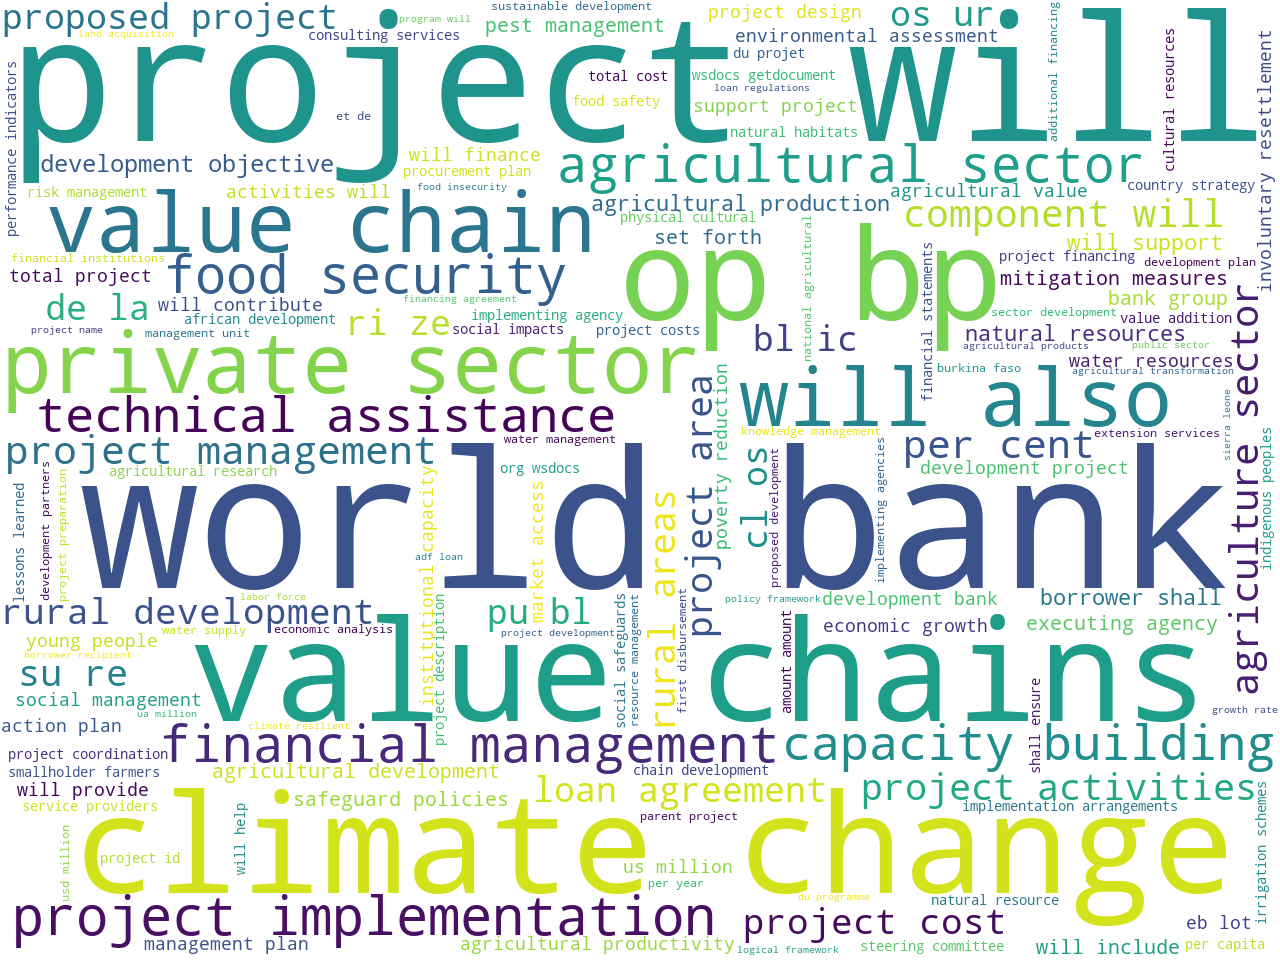 proposed project
program will
sustainable development
project design
os ur
land acquisition
consulting services
pest management
environmental assessment
project will
du projet
total cost
wsdocs getdocument
loan regulations
food safety
support project
et de
natural habitats
additional financing
cultural resources
involuntary resettlement
performance indicators
development objective
will finance
procurement plan
agricultural sector
risk management
activities will
food insecurity
agricultural value
country strategy
value chain
agricultural production
physical cultural
component will
set forth
will support
op bp
national agricultural
financial institutions
total project
food security
project financing
development plan
mitigation measures
financial statements
de la
will contribute
financing agreement
bank group
african development
ri ze
implementing agency
sector development
value addition
project name
management unit
social impacts
project costs
bl ic
natural resources
agricultural products
public sector
private sector
water resources
burkina faso
agricultural transformation
will also
technical assistance
project area
poverty reduction
knowledge management
agriculture sector
sierra leone
project management
water management
per cent
extension services
agricultural research
org wsdocs
cl os
development project
lessons learned
development partners
project preparation
institutional capacity
market access
rural areas
proposed development
implementing agencies
indigenous peoples
world bank
adf loan
labor force
policy framework
development bank
borrower shall
rural development
pu bl
economic analysis
project development
economic growth
executing agency
young people
water supply
borrower recipient
project description
social safeguards
resource management
first disbursement
amount amount
value chains
su re
social management
ua million
growth rate
action plan
climate resilient
shall ensure
project coordination
financial management
capacity building
smallholder farmers
agricultural development
chain development
will provide
loan agreement
project activities
service providers
safeguard policies
implementation arrangements
will help
parent project
irrigation schemes
climate change
usd million
project id
us million
per year
du programme
natural resource
project implementation
project cost
eb lot
management plan
agricultural productivity
logical framework
steering committee
will include
per capita